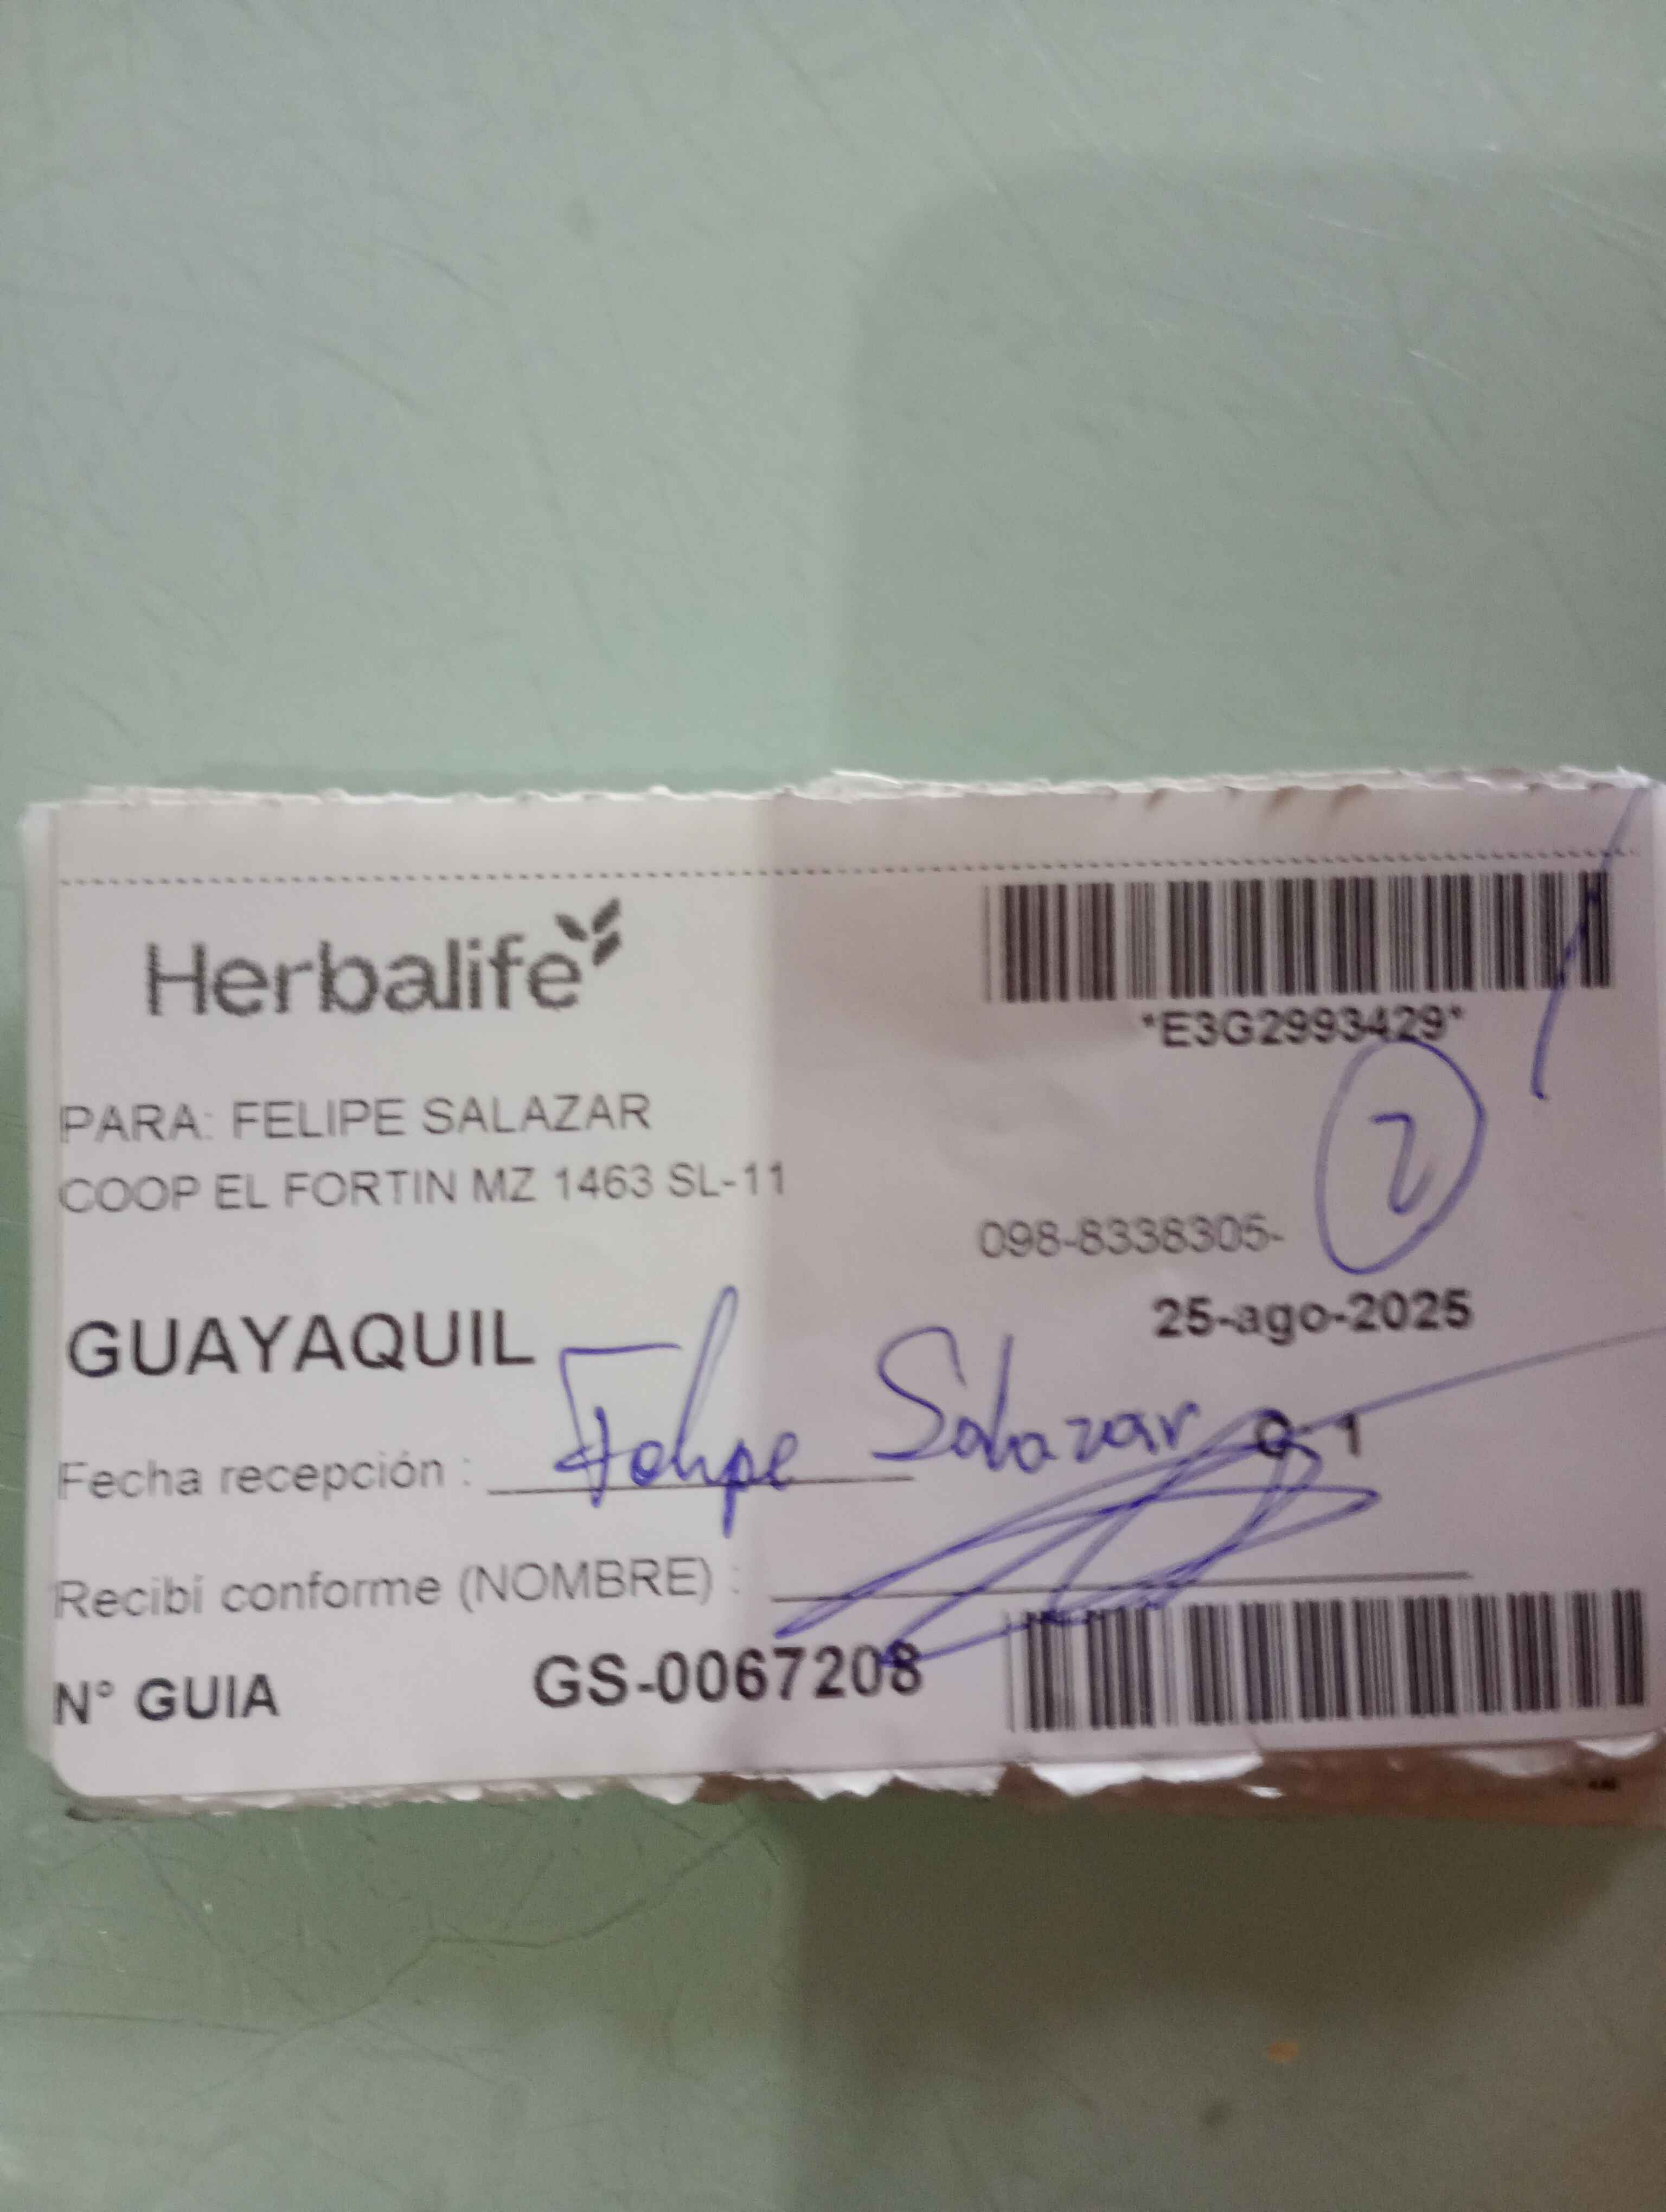 Herbalife
*E3G2993429*
PARA: FELIPE SALAZAR
COOP EL FORTIN MZ 1463 SL-11
2
098-8338305-
25-ago-2025
GUAYAQUIL
Felipe Salazar
C-1
Fecha recepción :
Recibí conforme (NOMBRE) :
N° GUIA GS-0067208